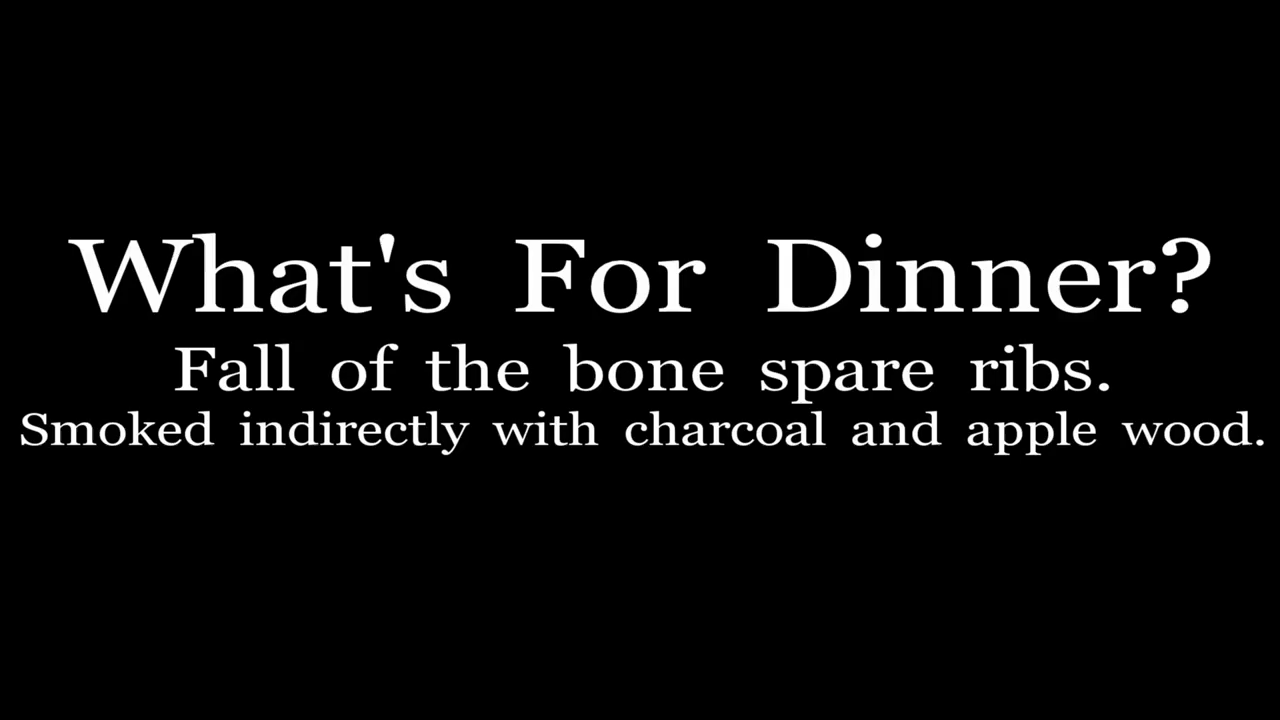 What's For Dinner?
Fall of the bone spare ribs.
Smoked indirectly with charcoal and apple wood.